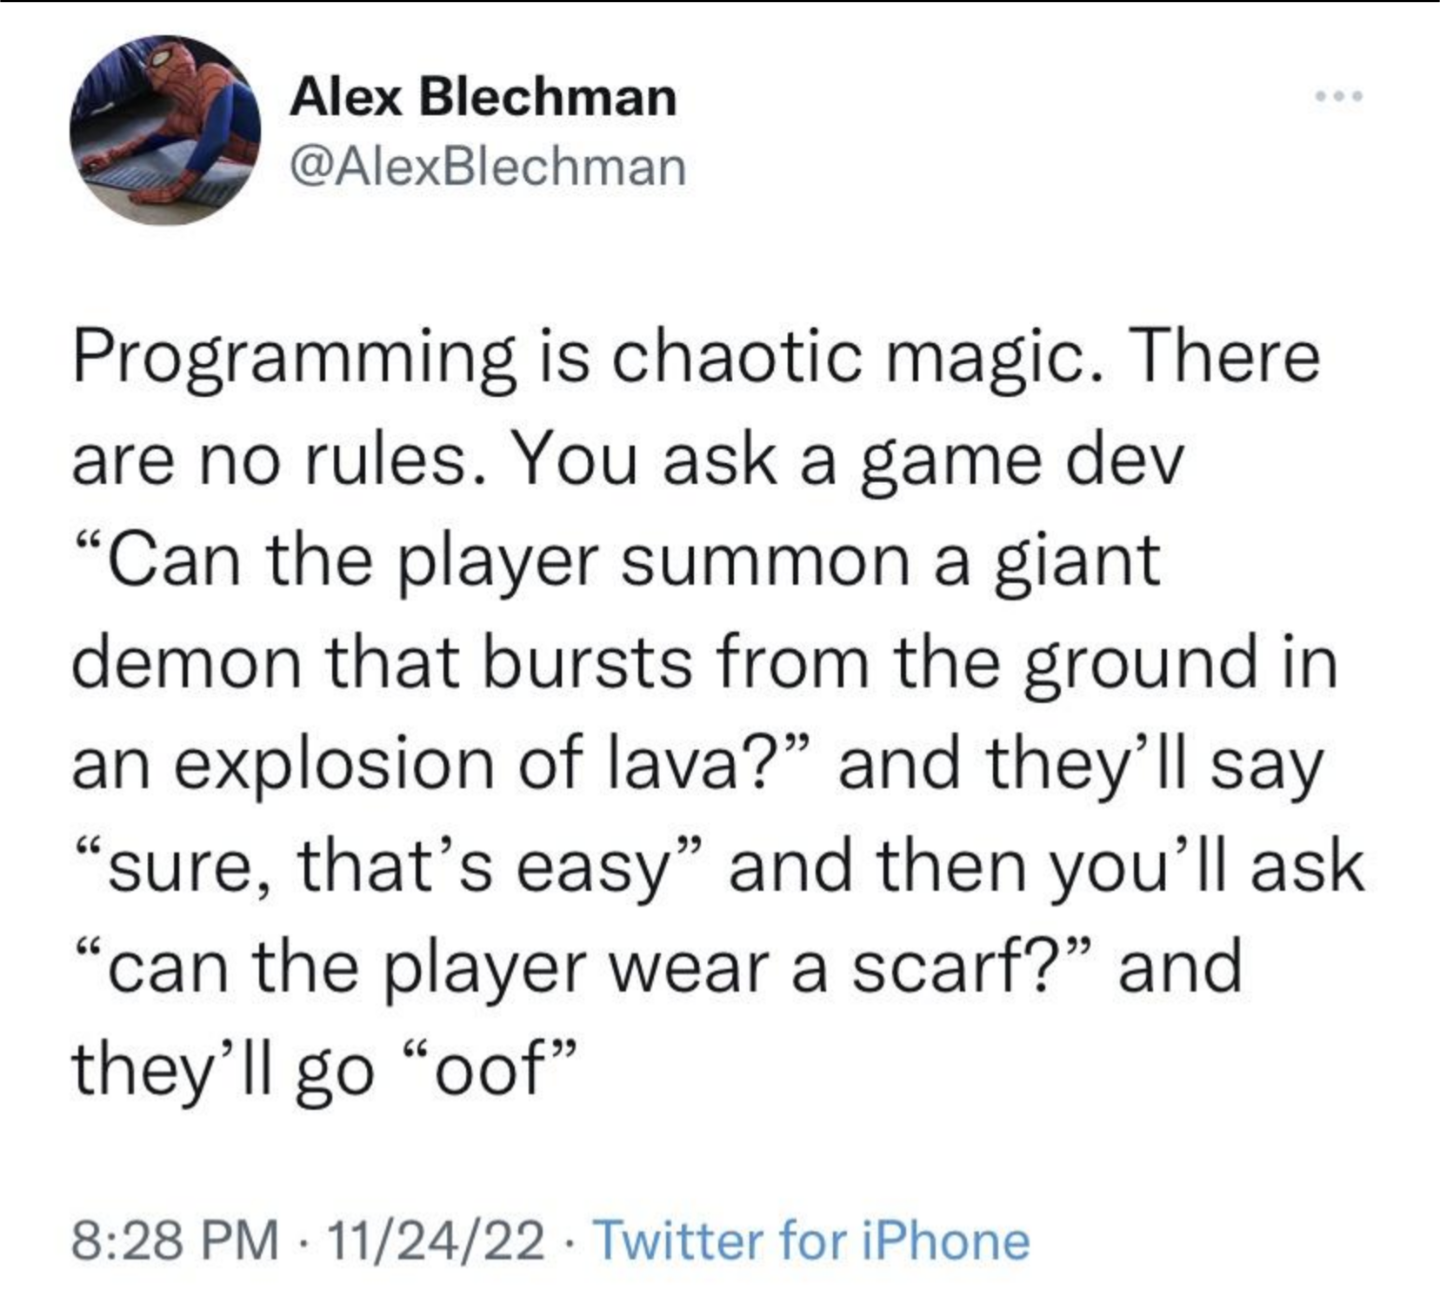 Alex Blechman
@AlexBlechman
Programming is chaotic magic. There
are no rules. You ask a game dev
“Can the player summon a giant
demon that bursts from the ground in
an explosion of lava?” and they’ll say
“sure, that’s easy” and then you’ll ask
“can the player wear a scarf?” and
they’ll go “oof”
8:28 PM · 11/24/22 · Twitter for iPhone